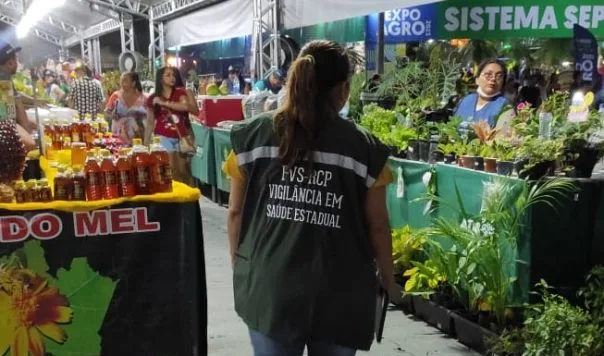 EXPO
AGRO
SISTEMA SEP
FVS-RCP
VIGILÂNCIA EM
SAÚDE ESTADUAL
DO MEL